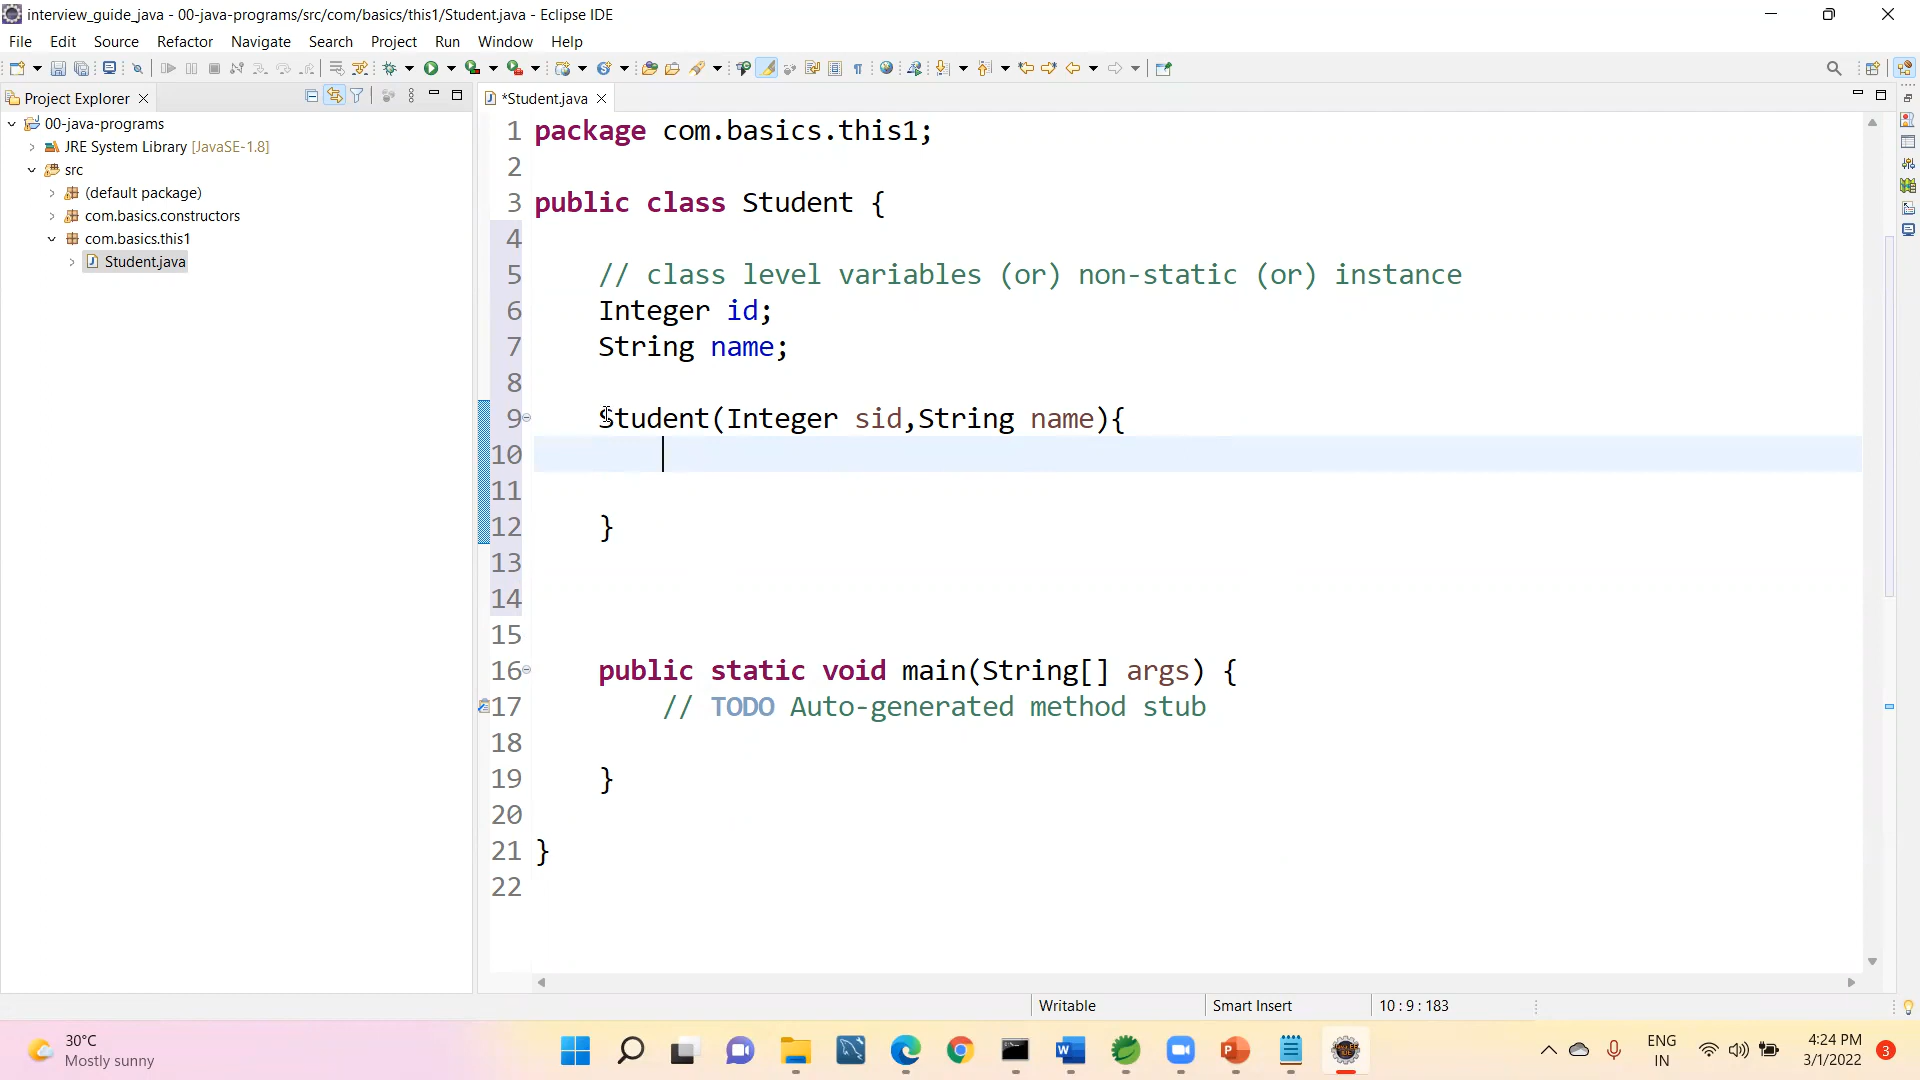 interview_guide_java - 00-java-programs/src/com/basics/this1/Student.java - Eclipse IDE
File Edit Source Refactor Navigate Search Project Run Window Help
Project Explorer
*Student.java
00-java-programs
JRE System Library [JavaSE-1.8]
src
(default package)
com.basics.constructors
com.basics.this1
Student.java
1 package com.basics.this1;
2
3 public class Student {
4
5 // class level variables (or) non-static (or) instance
6 Integer id;
7 String name;
8
9 Student(Integer sid,String name){
10
11
12 }
13
14
15
16 public static void main(String[] args) {
17 // TODO Auto-generated method stub
18
19 }
20
21 }
22
Writable Smart Insert 10 : 9 : 183
30°C
Mostly sunny
ENG
IN
4:24 PM
3/1/2022
3